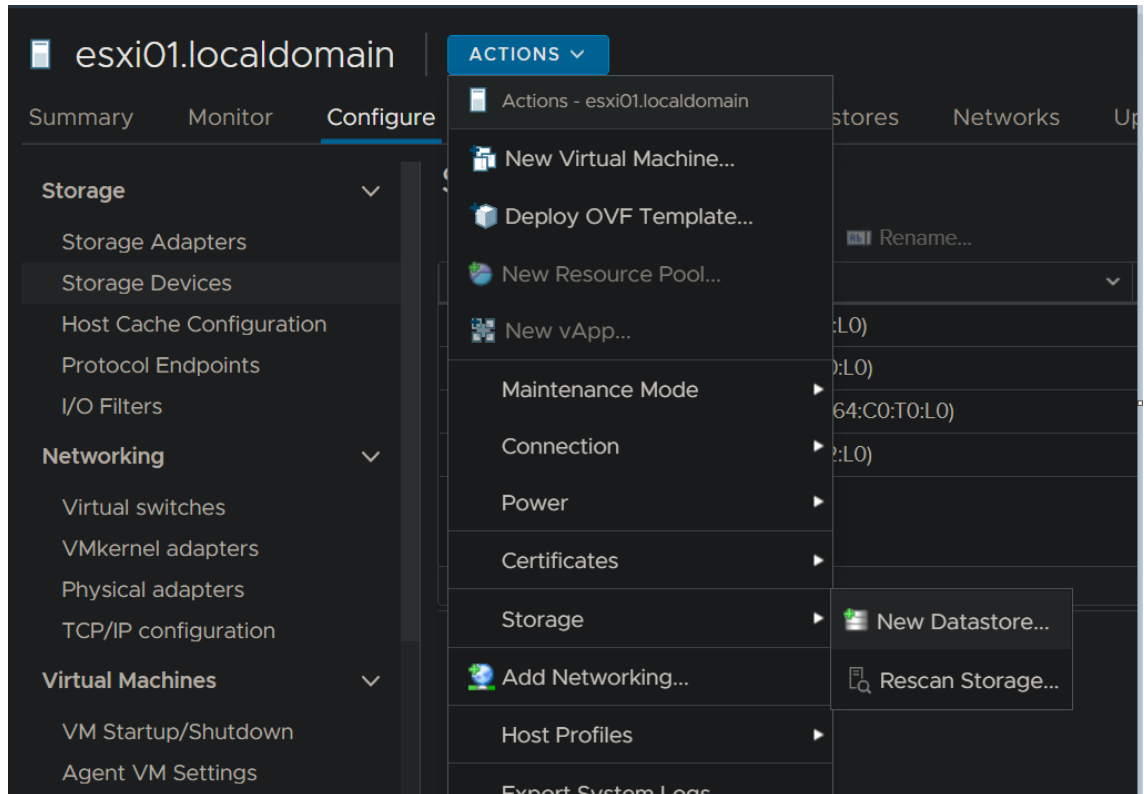 esxi01.localdomain
ACTIONS
Summary
Monitor
Configure
stores
Networks
Actions - esxi01.localdomain
New Virtual Machine...
Deploy OVF Template...
New Resource Pool...
New vApp...
Maintenance Mode
Connection
Power
Certificates
Storage
Add Networking...
Host Profiles
Export System Logs
New Datastore...
Rescan Storage...
Storage
Storage Adapters
Storage Devices
Host Cache Configuration
Protocol Endpoints
I/O Filters
Networking
Virtual switches
VMkernel adapters
Physical adapters
TCP/IP configuration
Virtual Machines
VM Startup/Shutdown
Agent VM Settings
Rename...
:L0)
:L0)
64:C0:T0:L0)
:L0)